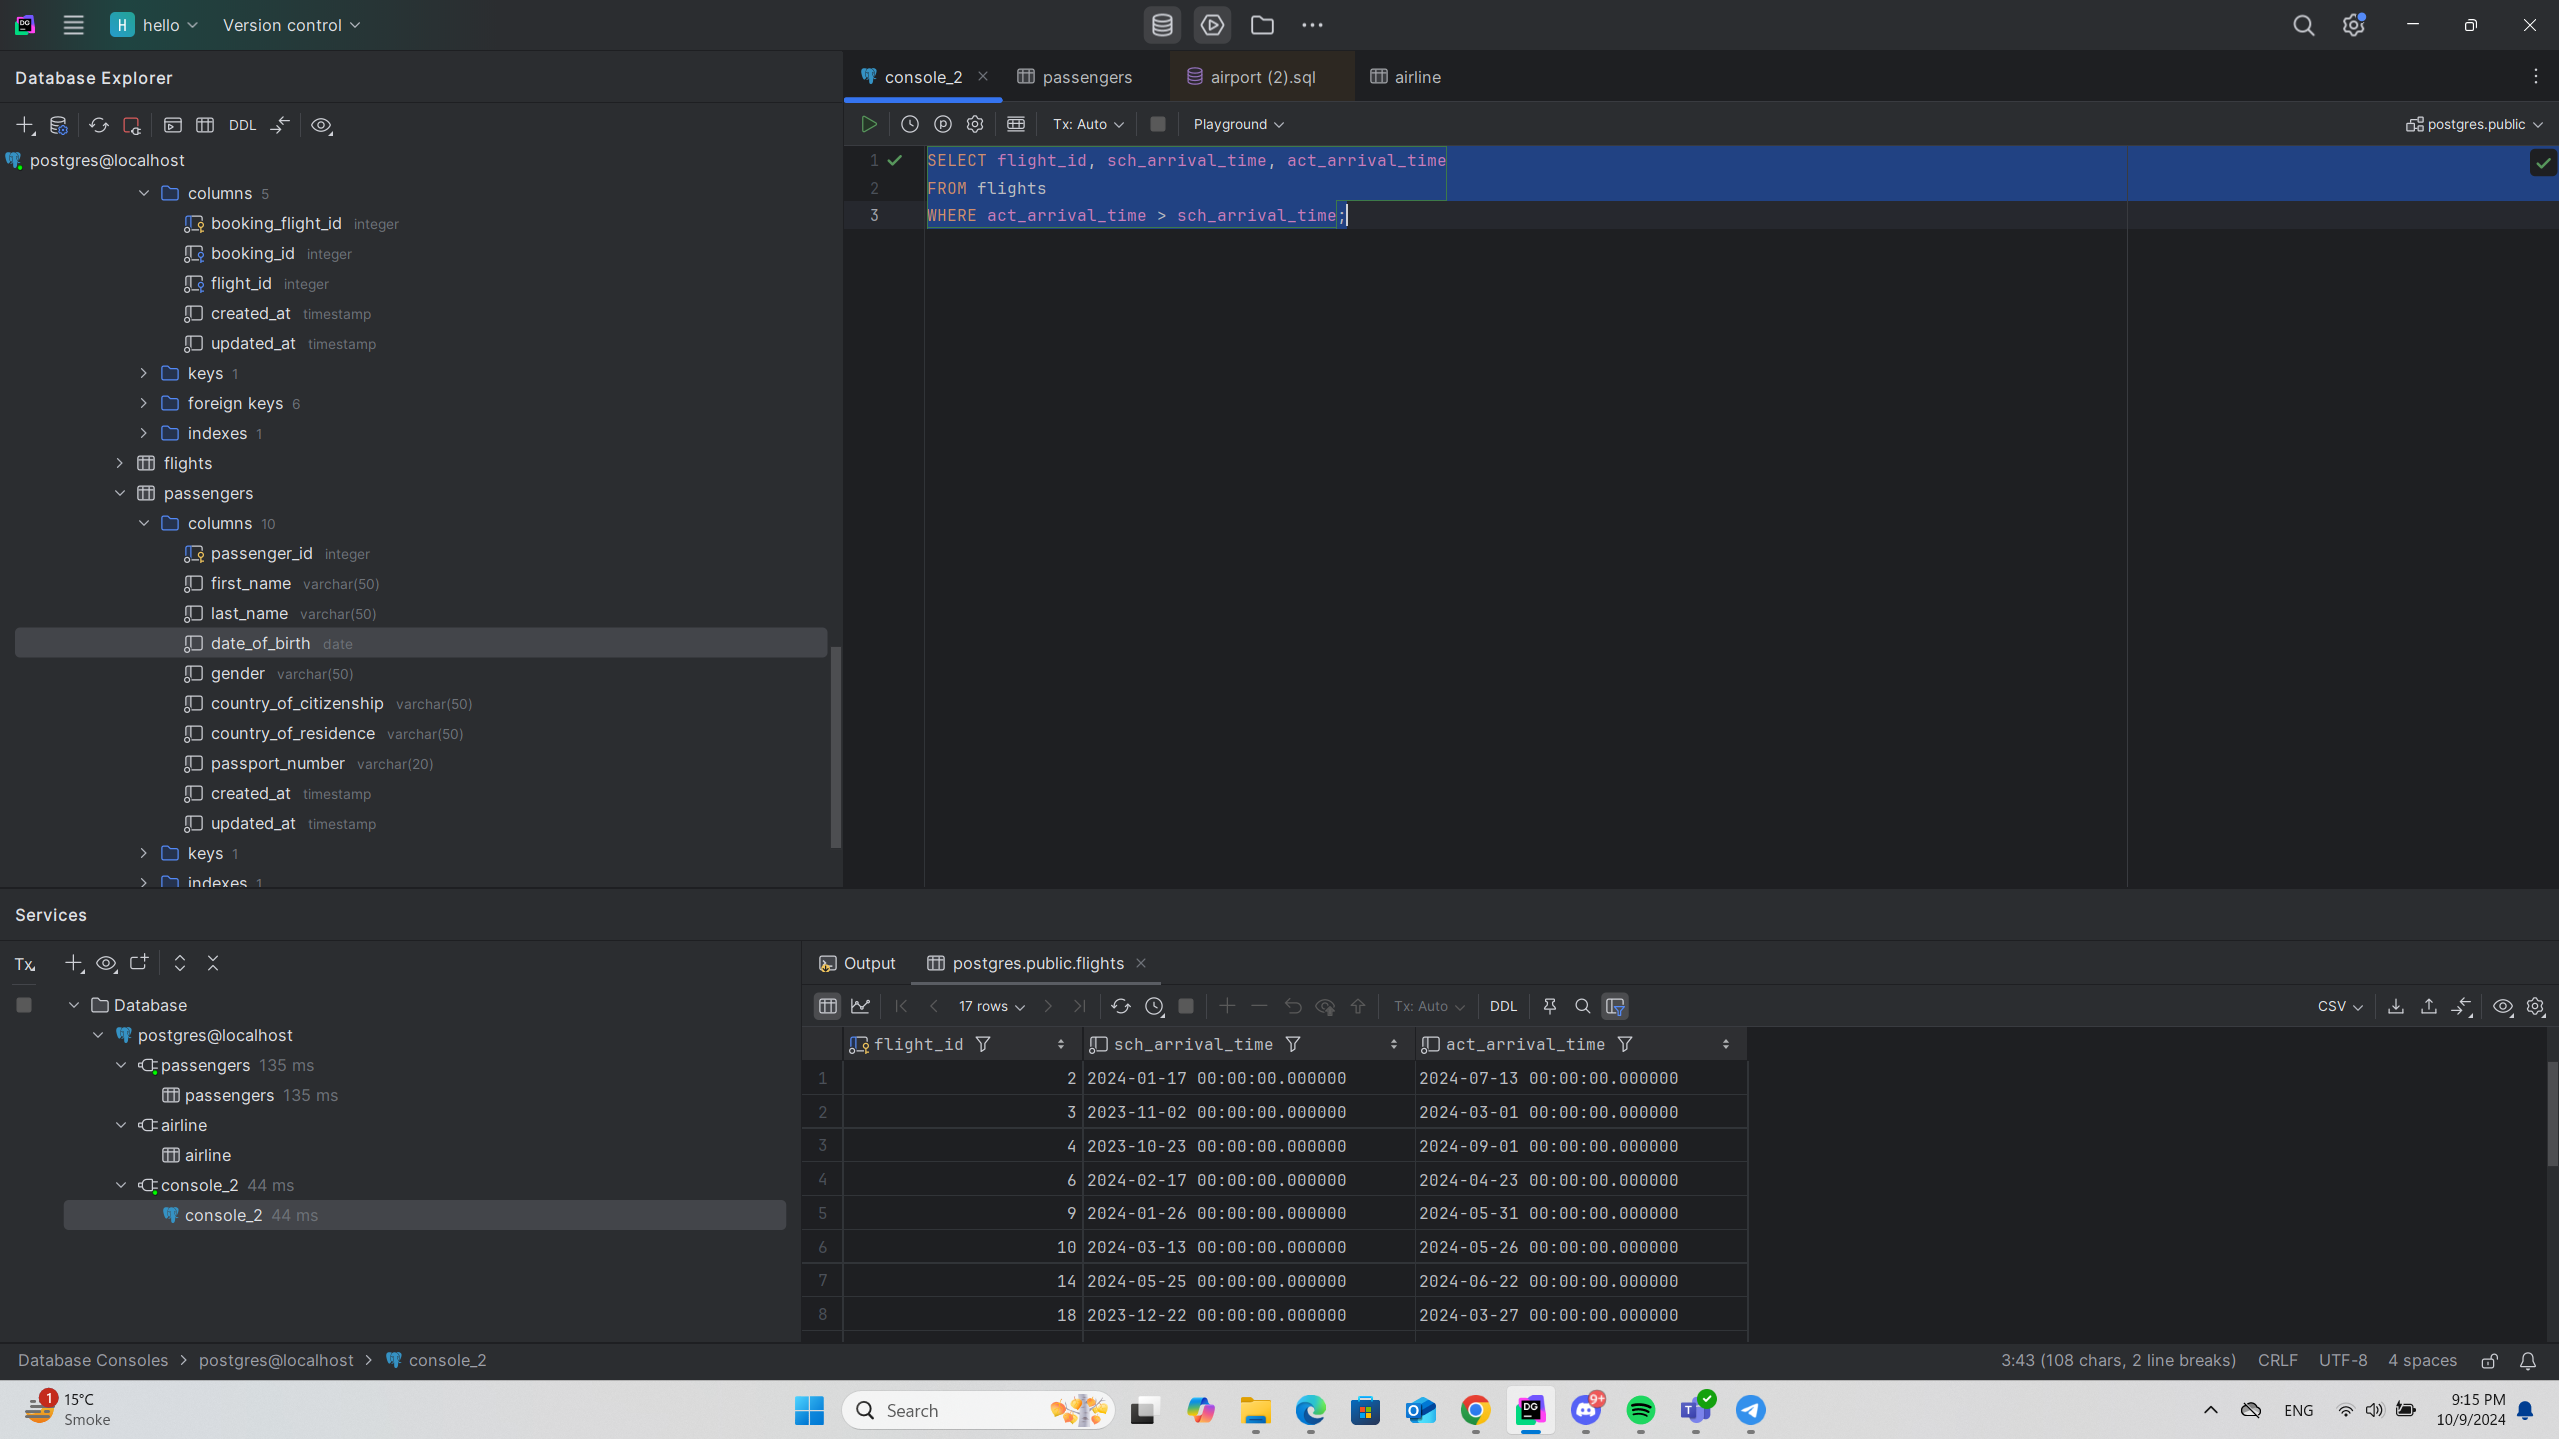 H hello Version control
Database Explorer
DDL
postgres@localhost
columns 5
booking_flight_id integer
booking_id integer
flight_id integer
created_at timestamp
updated_at timestamp
keys 1
foreign keys 6
indexes 1
flights
passengers
columns 10
passenger_id integer
first_name varchar(50)
last_name varchar(50)
date_of_birth date
gender varchar(50)
country_of_citizenship varchar(50)
country_of_residence varchar(50)
passport_number varchar(20)
created_at timestamp
updated_at timestamp
keys 1
indexes 1
console_2 passengers airport (2).sql airline
Tx: Auto Playground postgres.public
1 SELECT flight_id, sch_arrival_time, act_arrival_time
2 FROM flights
3 WHERE act_arrival_time > sch_arrival_time;
Services
Tx
Database
postgres@localhost
passengers 135 ms
passengers 135 ms
airline
airline
console_2 44 ms
console_2 44 ms
Output postgres.public.flights
17 rows Tx: Auto DDL CSV
flight_id sch_arrival_time act_arrival_time
1 2 2024-01-17 00:00:00.000000 2024-07-13 00:00:00.000000
2 3 2023-11-02 00:00:00.000000 2024-03-01 00:00:00.000000
3 4 2023-10-23 00:00:00.000000 2024-09-01 00:00:00.000000
4 6 2024-02-17 00:00:00.000000 2024-04-23 00:00:00.000000
5 9 2024-01-26 00:00:00.000000 2024-05-31 00:00:00.000000
6 10 2024-03-13 00:00:00.000000 2024-05-26 00:00:00.000000
7 14 2024-05-25 00:00:00.000000 2024-06-22 00:00:00.000000
8 18 2023-12-22 00:00:00.000000 2024-03-27 00:00:00.000000
Database Consoles > postgres@localhost > console_2
3:43 (108 chars, 2 line breaks) CRLF UTF-8 4 spaces
1 15°C
Smoke
Search
DG
9+
ENG
9:15 PM
10/9/2024